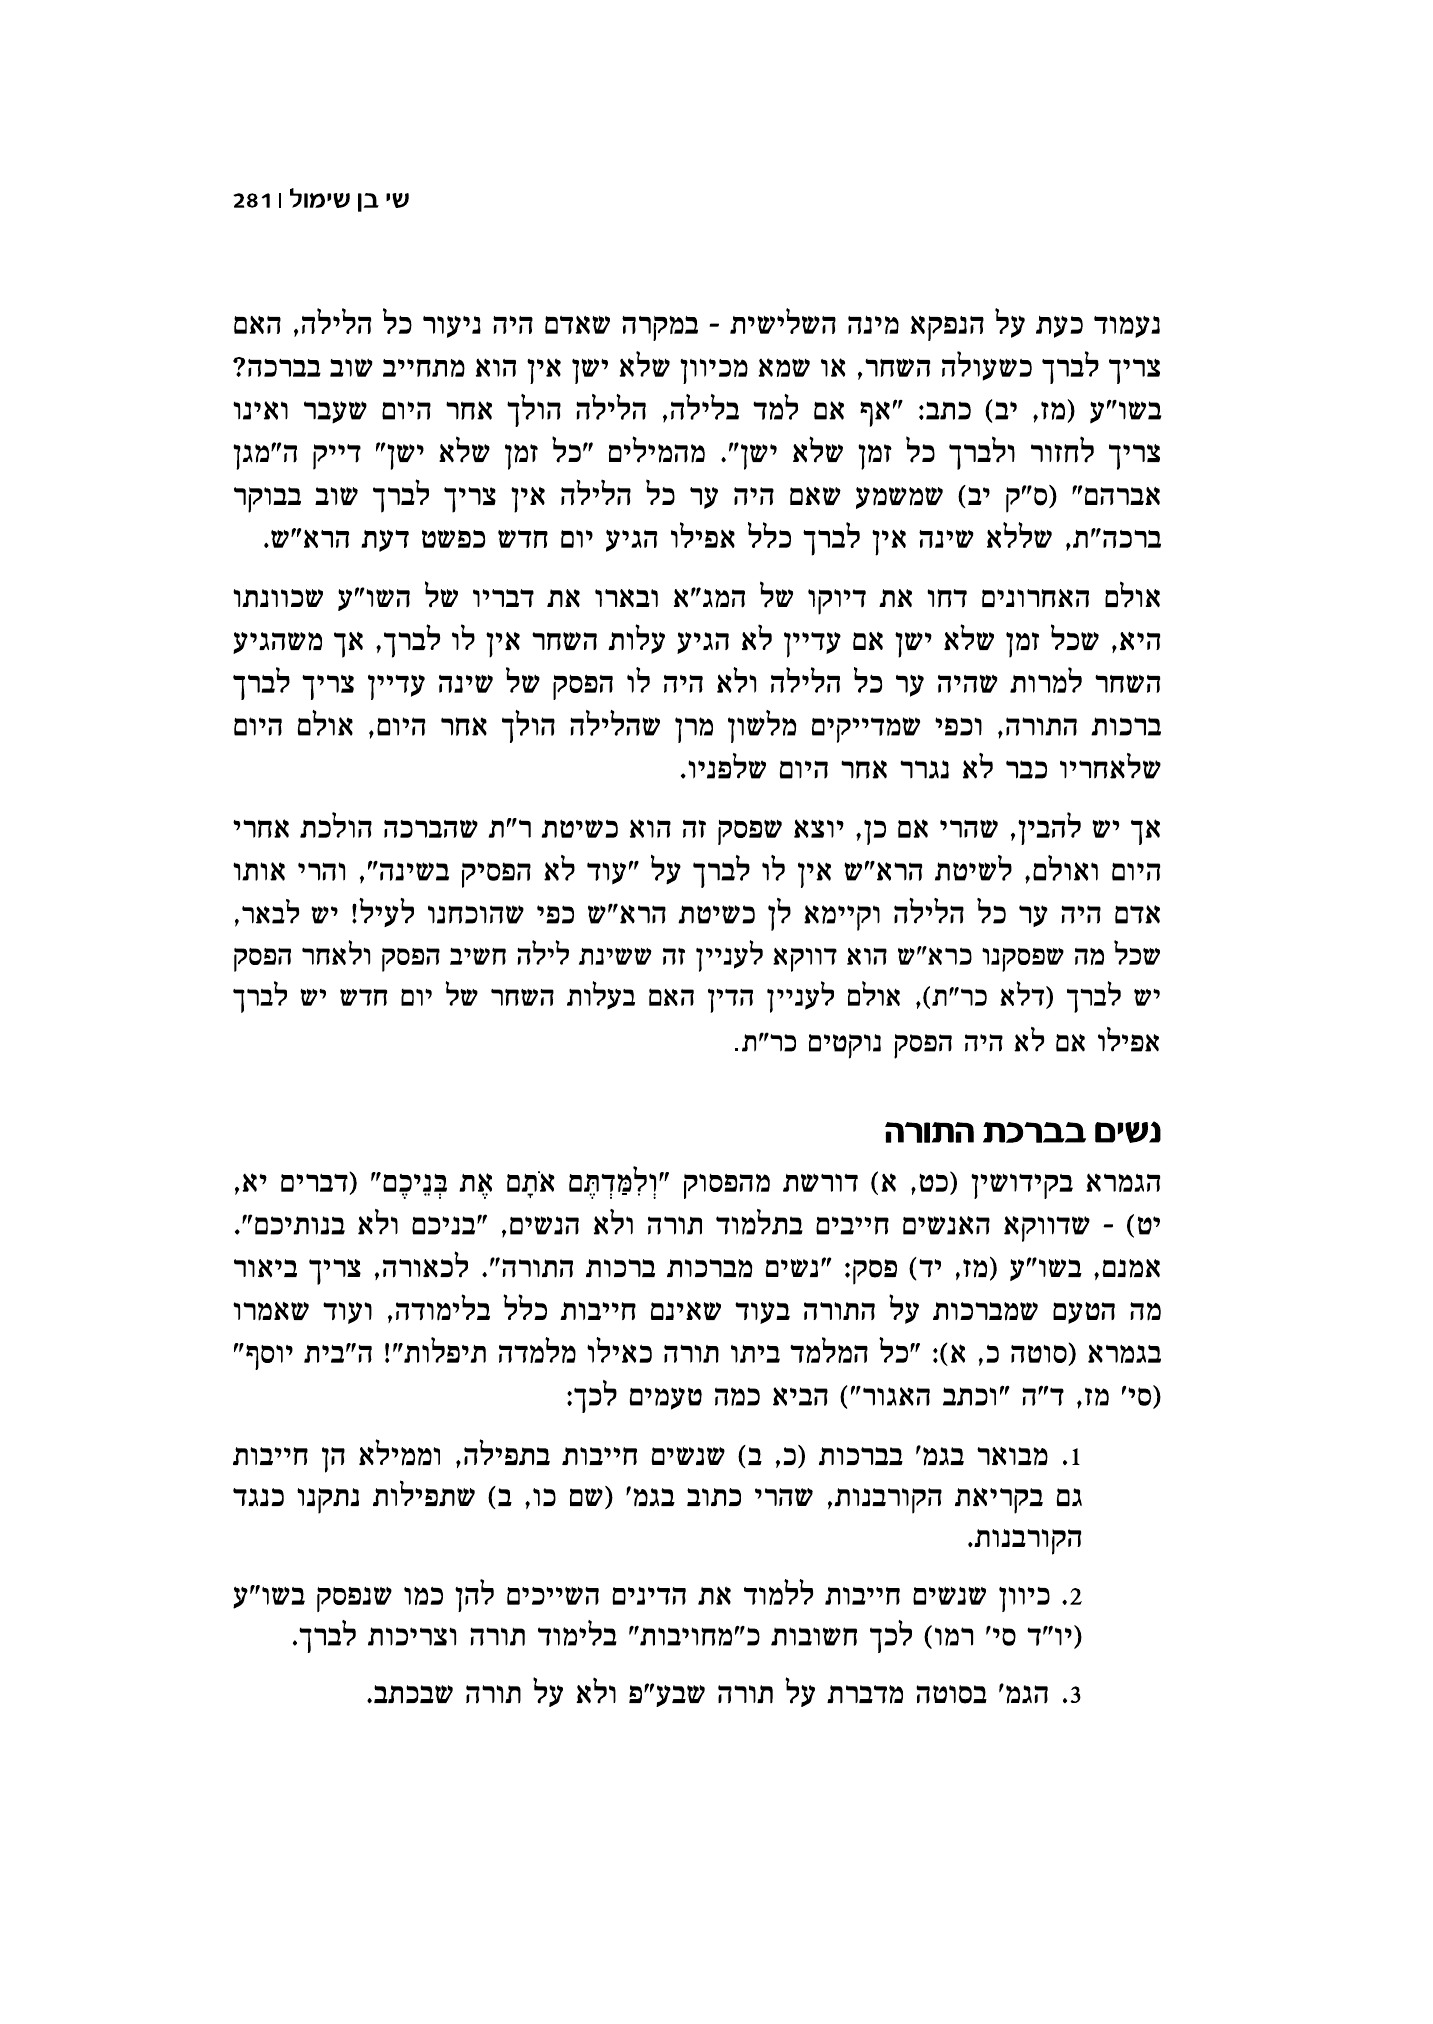 שי בן שימול | 281
נעמוד כעת על הנפקא מינה השלישית - במקרה שאדם היה ניעור כל הלילה, האם
צריך לברך כשעולה השחר, או שמא מכיוון שלא ישן אין הוא מתחייב שוב בברכה?
בשו"ע (מז, יב) כתב: "אף אם למד בלילה, הלילה הולך אחר היום שעבר ואינו
צריך לחזור ולברך כל זמן שלא ישן". מהמילים "כל זמן שלא ישן" דייק ה"מגן
אברהם" (ס"ק יב) שמשמע שאם היה ער כל הלילה אין צריך לברך שוב בבוקר
ברכה"ת, שללא שינה אין לברך כלל אפילו הגיע יום חדש כפשט דעת הרא"ש.
אולם האחרונים דחו את דיוקו של המג"א ובארו את דבריו של השו"ע שכוונתו
היא, שכל זמן שלא ישן אם עדיין לא הגיע עלות השחר אין לו לברך, אך משהגיע
השחר למרות שהיה ער כל הלילה ולא היה לו הפסק של שינה עדיין צריך לברך
ברכות התורה, וכפי שמדייקים מלשון מרן שהלילה הולך אחר היום, אולם היום
שלאחריו כבר לא נגרר אחר היום שלפניו.
אך יש להבין, שהרי אם כן, יוצא שפסק זה הוא כשיטת ר"ת שהברכה הולכת אחרי
היום ואולם, לשיטת הרא"ש אין לו לברך על "עוד לא הפסיק בשינה", והרי אותו
אדם היה ער כל הלילה וקיימא לן כשיטת הרא"ש כפי שהוכחנו לעיל! יש לבאר,
שכל מה שפסקנו כרא"ש הוא דווקא לעניין זה ששינת לילה חשיב הפסק ולאחר הפסק
יש לברך (דלא כר"ת), אולם לעניין הדין האם בעלות השחר של יום חדש יש לברך
אפילו אם לא היה הפסק נוקטים כר"ת.
נשים בברכת התורה
הגמרא בקידושין (כט, א) דורשת מהפסוק "וְלִמַּדְתֶּם אֹתָם אֶת בְּנֵיכֶם" (דברים יא,
יט) - שדווקא האנשים חייבים בתלמוד תורה ולא הנשים, "בניכם ולא בנותיכם".
אמנם, בשו"ע (מז, יד) פסק: "נשים מברכות ברכות התורה". לכאורה, צריך ביאור
מה הטעם שמברכות על התורה בעוד שאינם חייבות כלל בלימודה, ועוד שאמרו
בגמרא (סוטה כ, א): "כל המלמד ביתו תורה כאילו מלמדה תיפלות"! ה"בית יוסף"
(סי' מז, ד"ה "וכתב האגור") הביא כמה טעמים לכך:
1. מבואר בגמ' בברכות (כ, ב) שנשים חייבות בתפילה, וממילא הן חייבות
גם בקריאת הקורבנות, שהרי כתוב בגמ' (שם כו, ב) שתפילות נתקנו כנגד
הקורבנות.
2. כיוון שנשים חייבות ללמוד את הדינים השייכים להן כמו שנפסק בשו"ע
(יו"ד סי' רמו) לכך חשובות כ"מחויבות" בלימוד תורה וצריכות לברך.
3. הגמ' בסוטה מדברת על תורה שבע"פ ולא על תורה שבכתב.